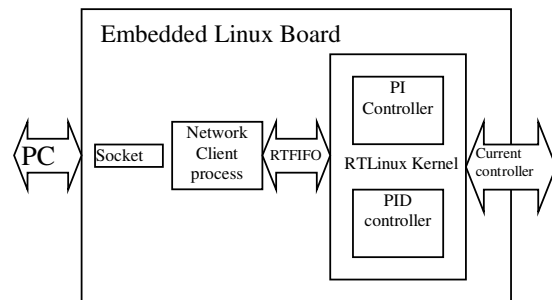 Embedded Linux Board
PC
Socket
Network
Client
process
RTFIFO
PI
Controller
RTLinux Kernel
PID
controller
Current
controller